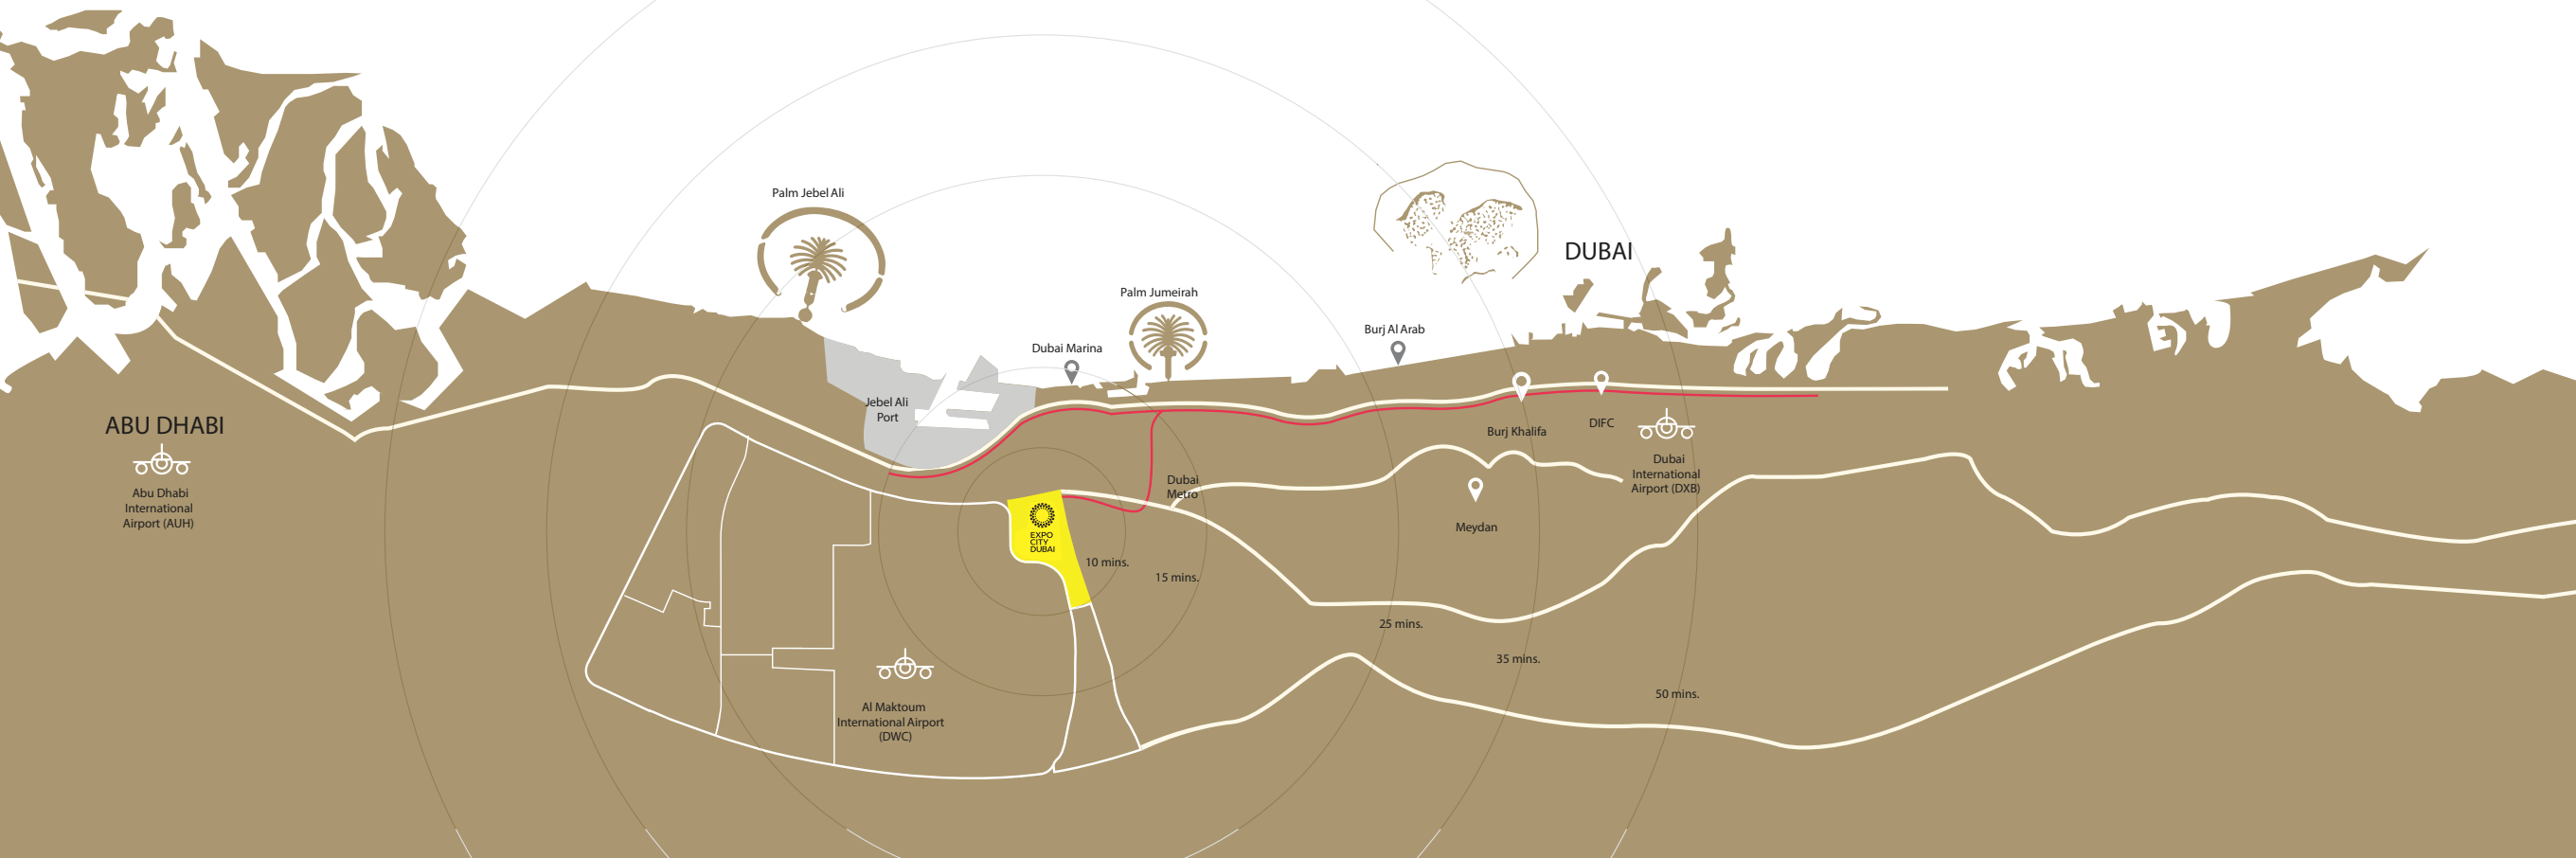 Palm Jebel Ali
DUBAI
Palm Jumeirah
Burj Al Arab
Dubai Marina
Jebel Ali
Port
ABU DHABI
Abu Dhabi
International
Airport (AUH)
Burj Khalifa
DIFC
Dubai
International
Airport (DXB)
Dubai
Metro
Meydan
EXPO
CITY
DUBAI
10 mins.
15 mins.
25 mins.
35 mins.
50 mins.
Al Maktoum
International Airport
(DWC)